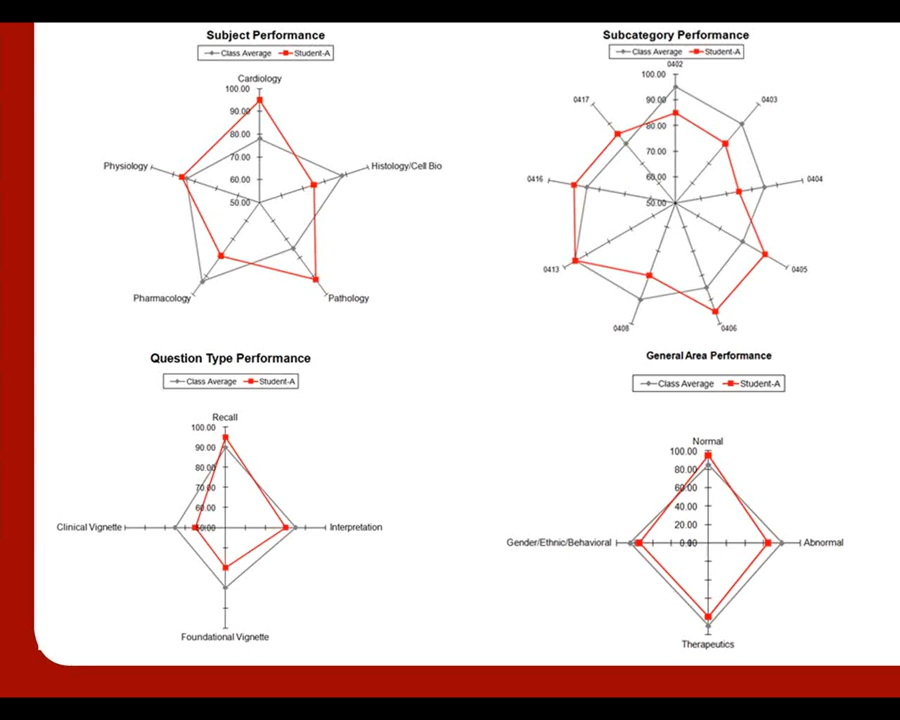 Subject Performance
Class Average Student-A
Cardiology
100.00
90.00
80.00
70.00
60.00
50.00
Physiology
Histology/Cell Bio
Pharmacology
Pathology
Subcategory Performance
Class Average Student-A
0402
100.00
90.00
80.00
70.00
60.00
50.00
0417
0403
0416
0404
0413
0405
0408
0406
Question Type Performance
Class Average Student-A
Recall
100.00
90.00
80.00
70.00
60.00
50.00
Clinical Vignette
Interpretation
Foundational Vignette
General Area Performance
Class Average Student-A
Normal
100.00
80.00
60.00
40.00
20.00
0.00
Gender/Ethnic/Behavioral
Abnormal
Therapeutics